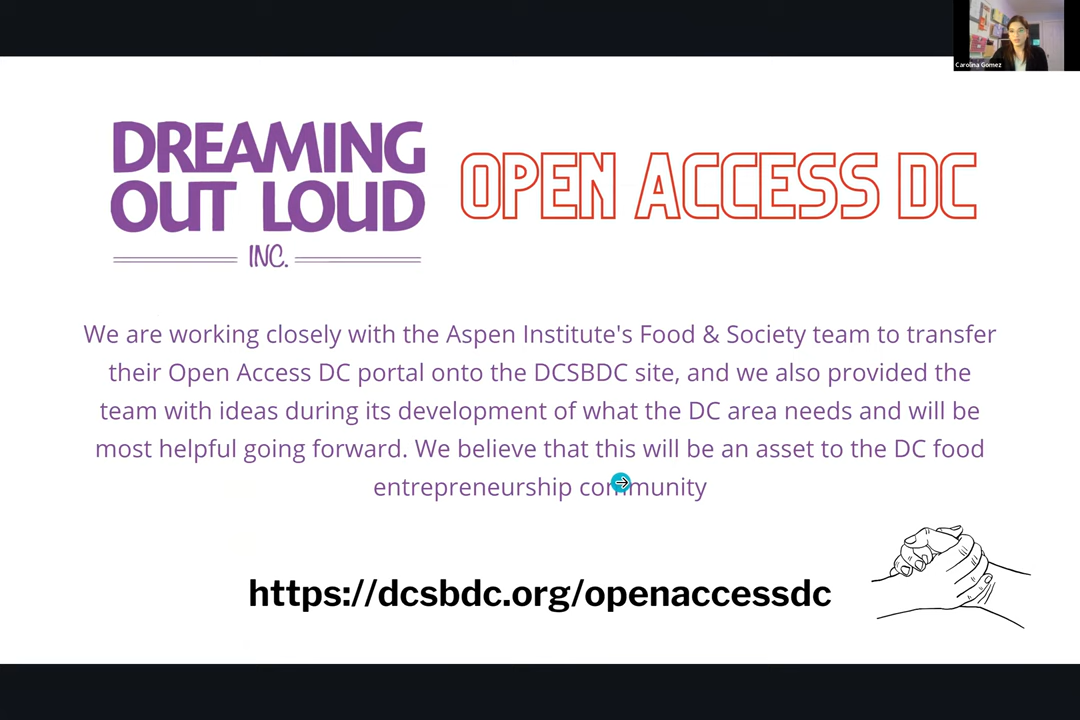 Carolina Gomez
DREAMING
OUT LOUD
INC.
OPEN ACCESS DC
We are working closely with the Aspen Institute's Food & Society team to transfer
their Open Access DC portal onto the DCSBDC site, and we also provided the
team with ideas during its development of what the DC area needs and will be
most helpful going forward. We believe that this will be an asset to the DC food
entrepreneurship community
https://dcsbdc.org/openaccessdc